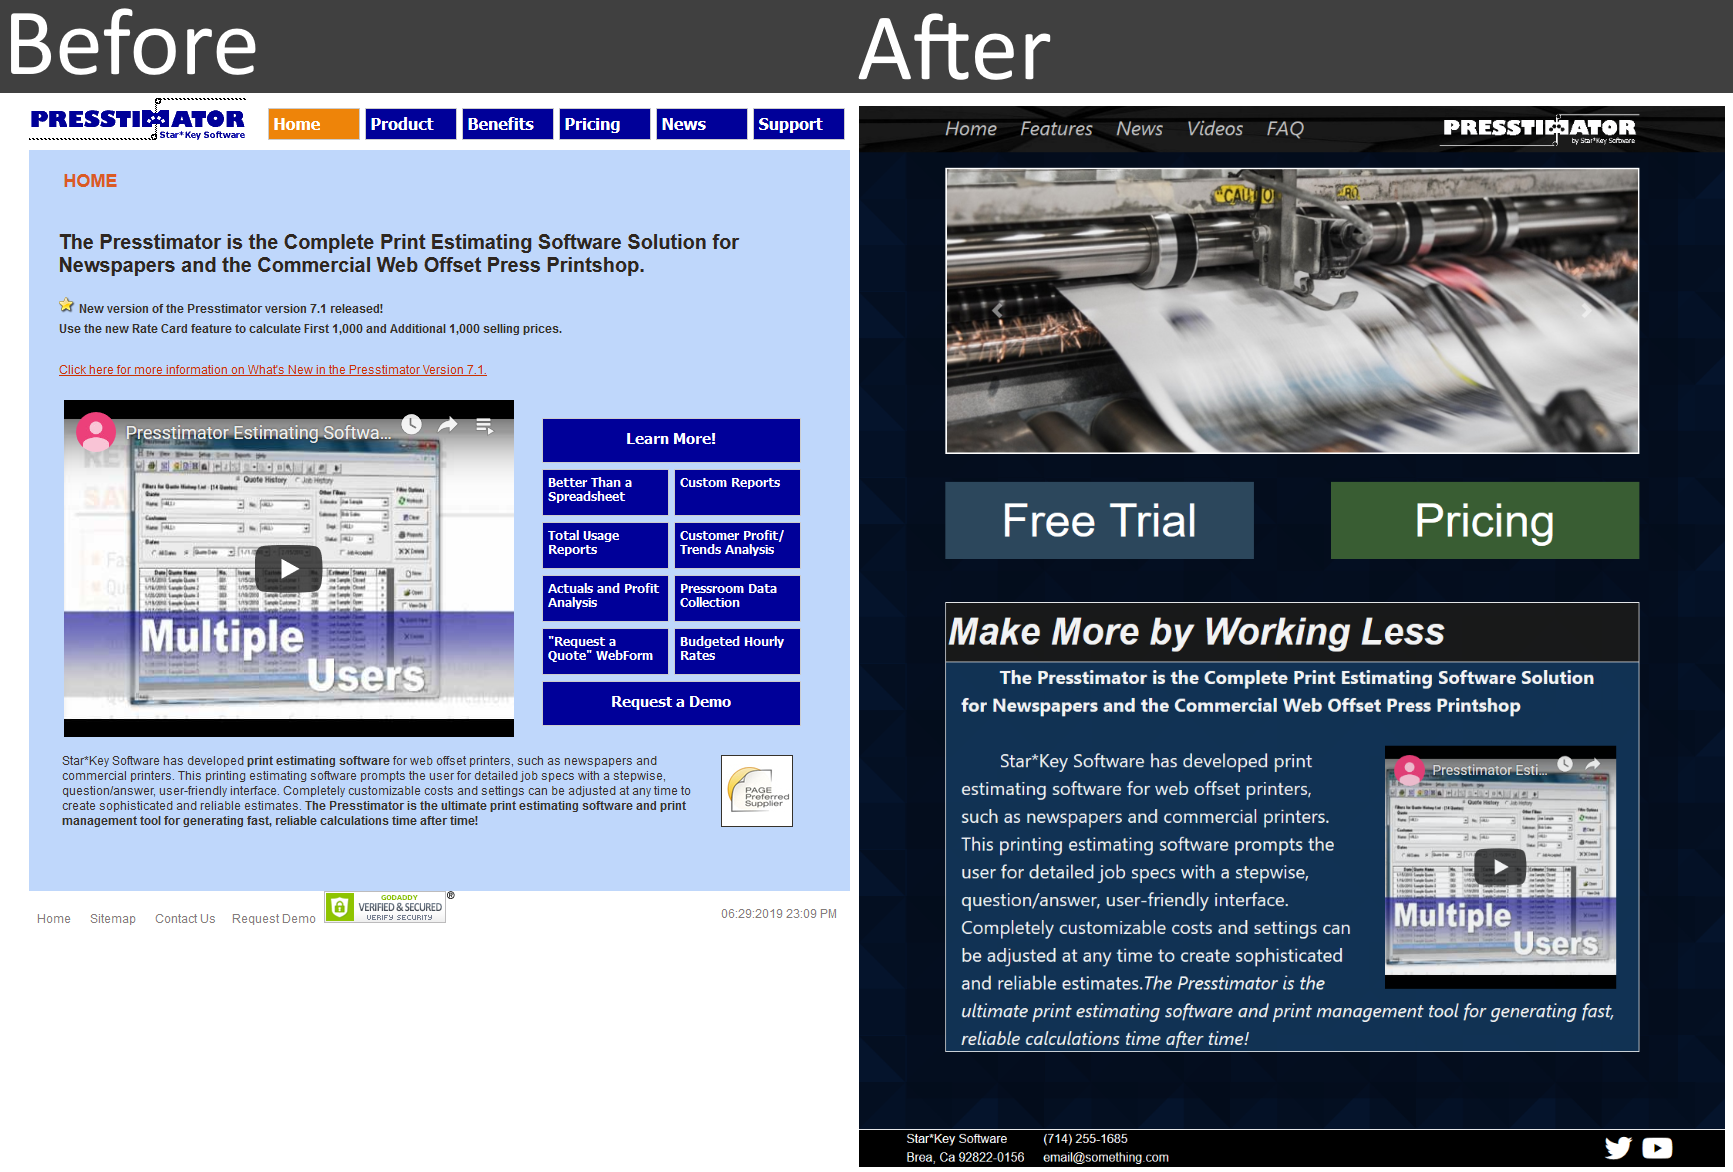 Before
After
PRESSTIMATOR
Star*Key Software
Home
Product
Benefits
Pricing
News
Support
HOME
The Presstimator is the Complete Print Estimating Software Solution for
Newspapers and the Commercial Web Offset Press Printshop.
New version of the Presstimator version 7.1 released!
Use the new Rate Card feature to calculate First 1,000 and Additional 1,000 selling prices.
Click here for more information on What's New in the Presstimator Version 7.1.
Presstimator Estimating Softwa...
Quote History
Job History
Multiple
Users
Learn More!
Better Than a
Spreadsheet
Custom Reports
Total Usage
Reports
Customer Profit/
Trends Analysis
Actuals and Profit
Analysis
Pressroom Data
Collection
"Request a
Quote" WebForm
Budgeted Hourly
Rates
Request a Demo
Star*Key Software has developed print estimating software for web offset printers, such as newspapers and
commercial printers. This printing estimating software prompts the user for detailed job specs with a stepwise,
question/answer, user-friendly interface. Completely customizable costs and settings can be adjusted at any time to
create sophisticated and reliable estimates. The Presstimator is the ultimate print estimating software and print
management tool for generating fast, reliable calculations time after time!
PAGE
Preferred
Supplier
Home
Sitemap
Contact Us
Request Demo
GODADDY
VERIFIED & SECURED
VERIFY SECURITY
®
06:29:2019 23:09 PM
Home
Features
News
Videos
FAQ
PRESSTIMATOR
by Star*Key Software
"CAUTIO
Free Trial
Pricing
Make More by Working Less
The Presstimator is the Complete Print Estimating Software Solution
for Newspapers and the Commercial Web Offset Press Printshop
Star*Key Software has developed print
estimating software for web offset printers,
such as newspapers and commercial printers.
This printing estimating software prompts the
user for detailed job specs with a stepwise,
question/answer, user-friendly interface.
Completely customizable costs and settings can
be adjusted at any time to create sophisticated
and reliable estimates.The Presstimator is the
ultimate print estimating software and print management tool for generating fast,
reliable calculations time after time!
Presstimator Esti...
Multiple
Users
Star*Key Software
(714) 255-1685
Brea, Ca 92822-0156
email@something.com